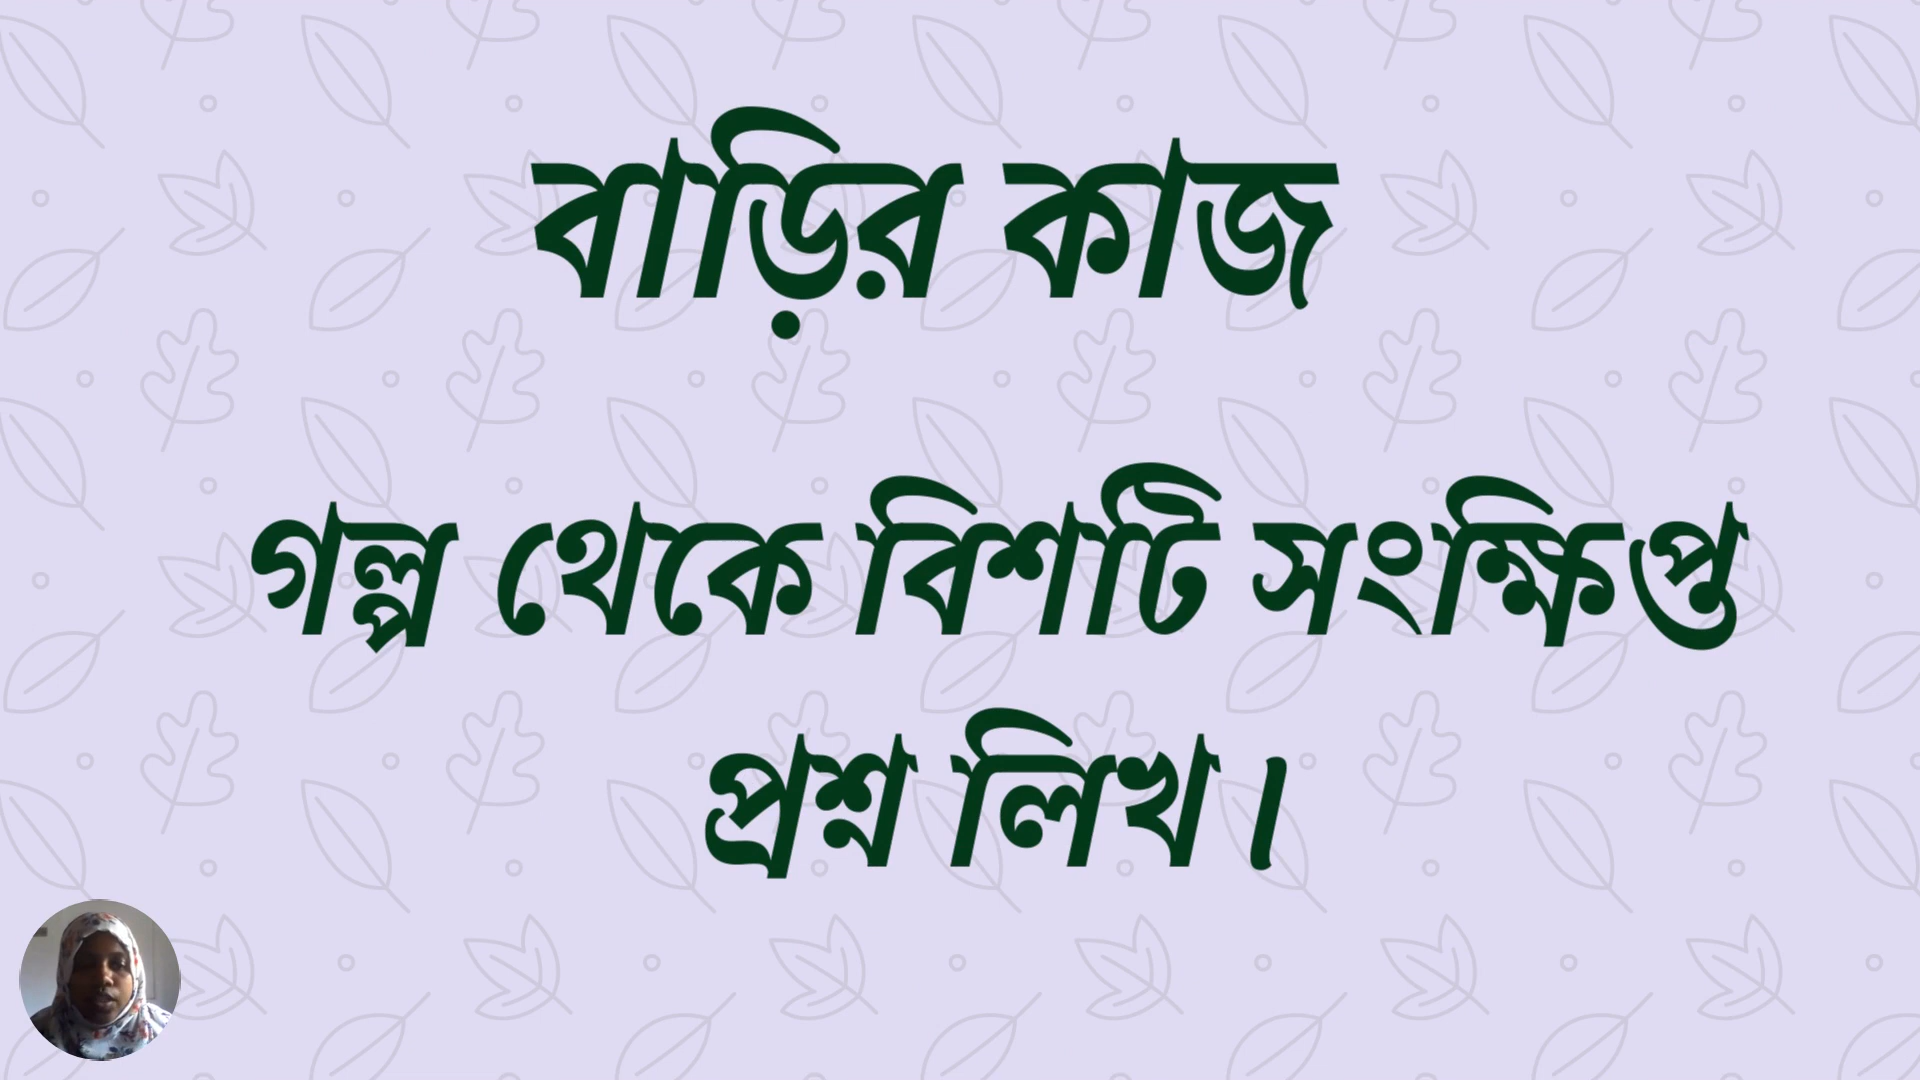 বাড়ির কাজ
গল্প থেকে বিশটি সংক্ষিপ্ত
প্রশ্ন লিখ।